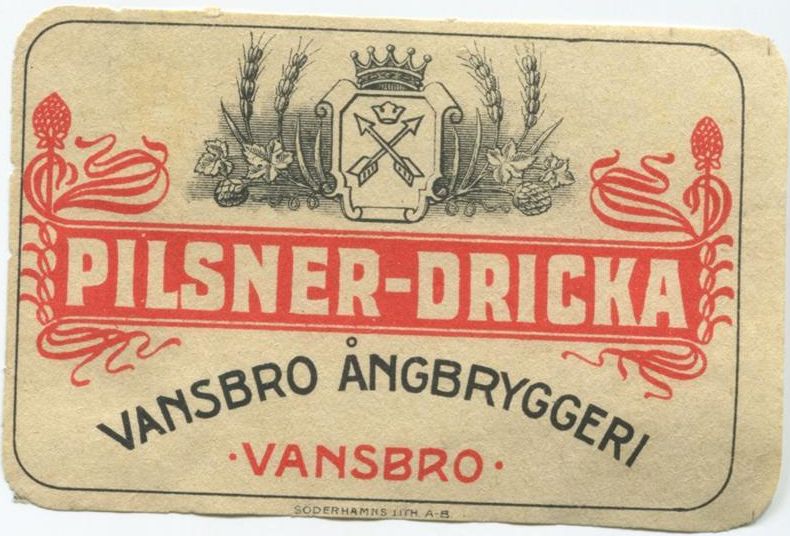 PILSNER-DRICKA
VANSBRO ÅNGBRYGGERI
·VANSBRO·
SÖDERHAMNS LITH. A-B.